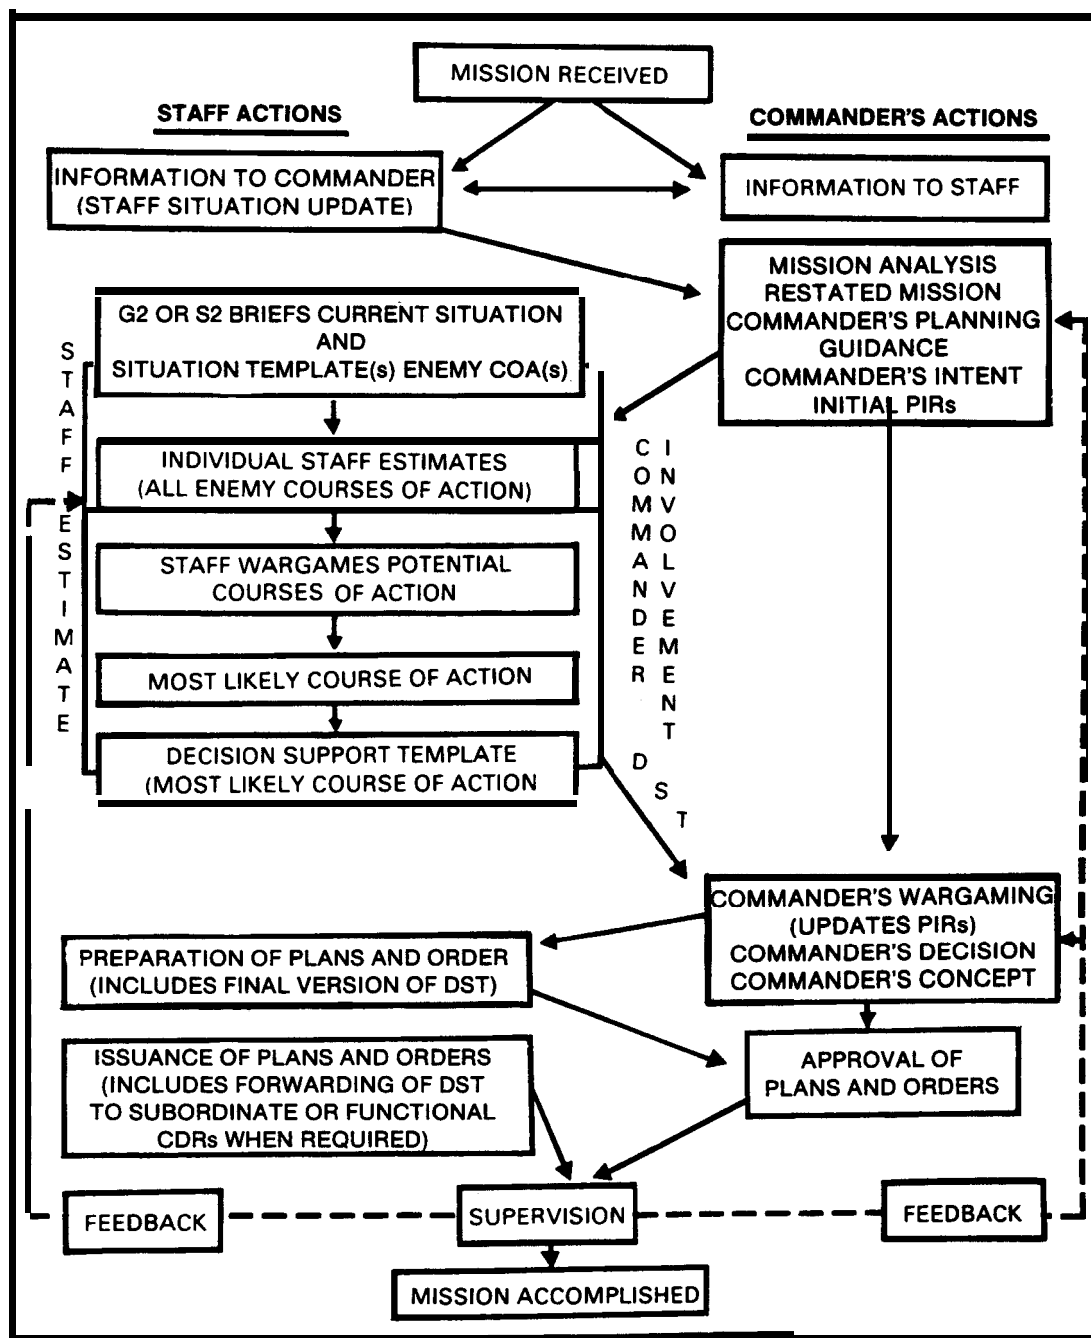 MISSION RECEIVED
STAFF ACTIONS
COMMANDER'S ACTIONS
INFORMATION TO COMMANDER
(STAFF SITUATION UPDATE)
INFORMATION TO STAFF
MISSION ANALYSIS
RESTATED MISSION
COMMANDER'S PLANNING
GUIDANCE
COMMANDER'S INTENT
INITIAL PIRs
STAFF ESTIMATE
G2 OR S2 BRIEFS CURRENT SITUATION
AND
SITUATION TEMPLATE(s) ENEMY COA(s)
INDIVIDUAL STAFF ESTIMATES
(ALL ENEMY COURSES OF ACTION)
STAFF WARGAMES POTENTIAL
COURSES OF ACTION
MOST LIKELY COURSE OF ACTION
DECISION SUPPORT TEMPLATE
(MOST LIKELY COURSE OF ACTION
COMMANDER
INVOLVEMENT
DST
COMMANDER'S WARGAMING
(UPDATES PIRs)
COMMANDER'S DECISION
COMMANDER'S CONCEPT
PREPARATION OF PLANS AND ORDER
(INCLUDES FINAL VERSION OF DST)
ISSUANCE OF PLANS AND ORDERS
(INCLUDES FORWARDING OF DST
TO SUBORDINATE OR FUNCTIONAL
CDRs WHEN REQUIRED)
APPROVAL OF
PLANS AND ORDERS
FEEDBACK
SUPERVISION
FEEDBACK
MISSION ACCOMPLISHED